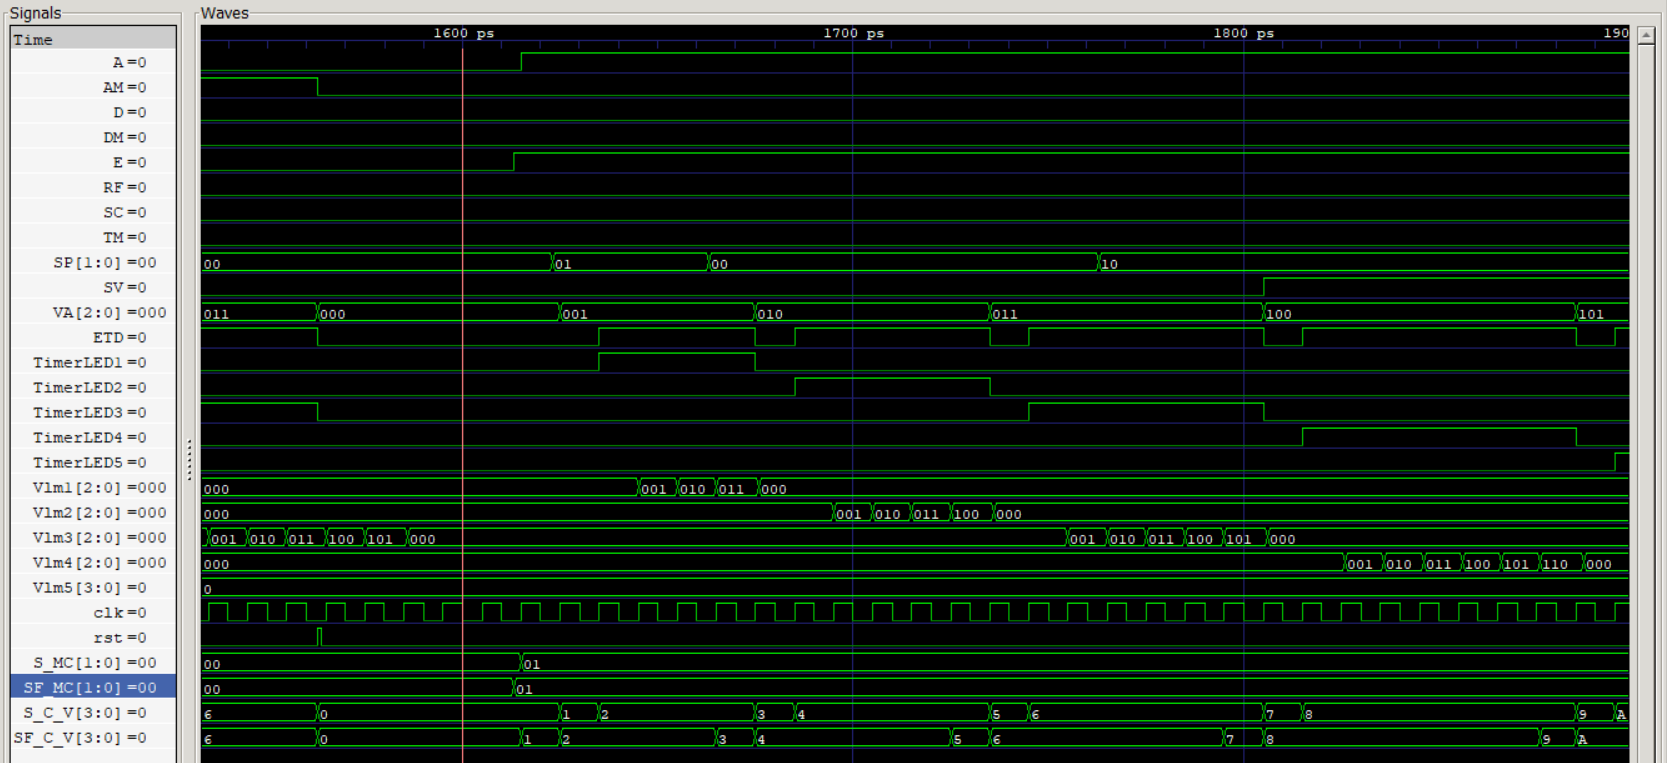 Signals Waves
Time 1600 ps 1700 ps 1800 ps 190
A =0
AM =0
D =0
DM =0
E =0
RF =0
SC =0
TM =0
SP[1:0] =00 00 01 00 10
SV =0
VA[2:0] =000 011 000 001 010 011 100 101
ETD =0
TimerLED1 =0
TimerLED2 =0
TimerLED3 =0
TimerLED4 =0
TimerLED5 =0
Vlm1[2:0] =000 000 001 010 011 000
Vlm2[2:0] =000 000 001 010 011 100 000
Vlm3[2:0] =000 001 010 011 100 101 000 001 010 011 100 101 000
Vlm4[2:0] =000 000 001 010 011 100 101 110 000
Vlm5[3:0] =0 0
clk =0
rst =0
S_MC[1:0] =00 00 01
SF_MC[1:0] =00 00 01
S_C_V[3:0] =0 6 0 1 2 3 4 5 6 7 8 9 A
SF_C_V[3:0] =0 6 0 1 2 3 4 5 6 7 8 9 A